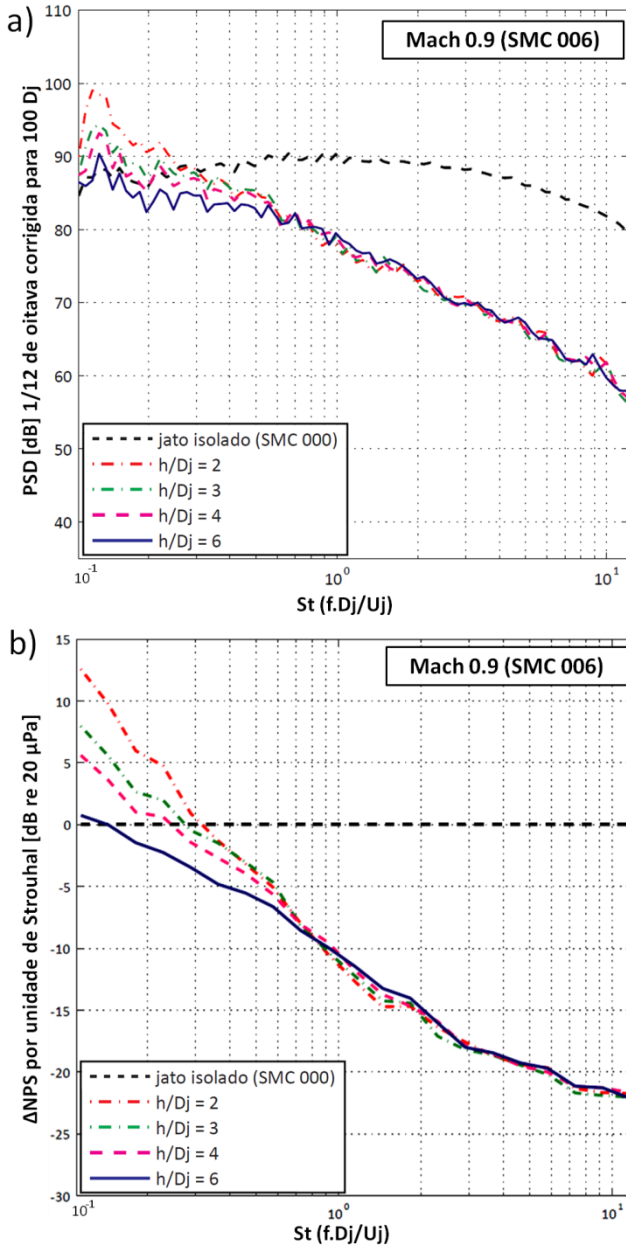 a)
Mach 0.9 (SMC 006)
PSD [dB] 1/12 de oitava corrigida para 100 Dj
110
100
90
80
70
60
50
40
jato isolado (SMC 000)
h/Dj = 2
h/Dj = 3
h/Dj = 4
h/Dj = 6
10⁻¹
10⁰
10¹
St (f.Dj/Uj)
b)
Mach 0.9 (SMC 006)
ΔNPS por unidade de Strouhal [dB re 20 µPa]
15
10
5
0
-5
-10
-15
-20
-25
-30
jato isolado (SMC 000)
h/Dj = 2
h/Dj = 3
h/Dj = 4
h/Dj = 6
10⁻¹
10⁰
10¹
St (f.Dj/Uj)